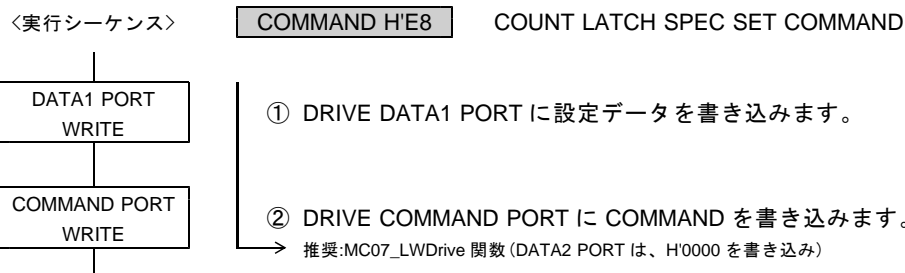 〈実行シーケンス〉 COMMAND H'E8 COUNT LATCH SPEC SET COMMAND
DATA1 PORT
WRITE
① DRIVE DATA1 PORT に設定データを書き込みます。
COMMAND PORT
WRITE
② DRIVE COMMAND PORT に COMMAND を書き込みます。
推奨:MC07_LWDrive 関数(DATA2 PORT は、H'0000 を書き込み)